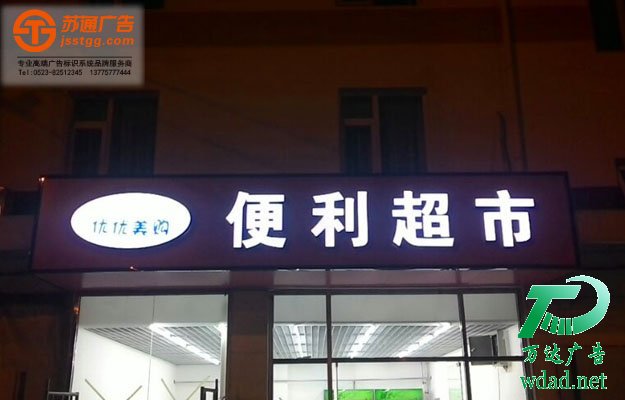 苏通广告
jsstgg.com
专业高端广告标识系统品牌服务商
Tel:0523-82512345 13775777444
优优美购
便利超市
万达广告
wdad.net